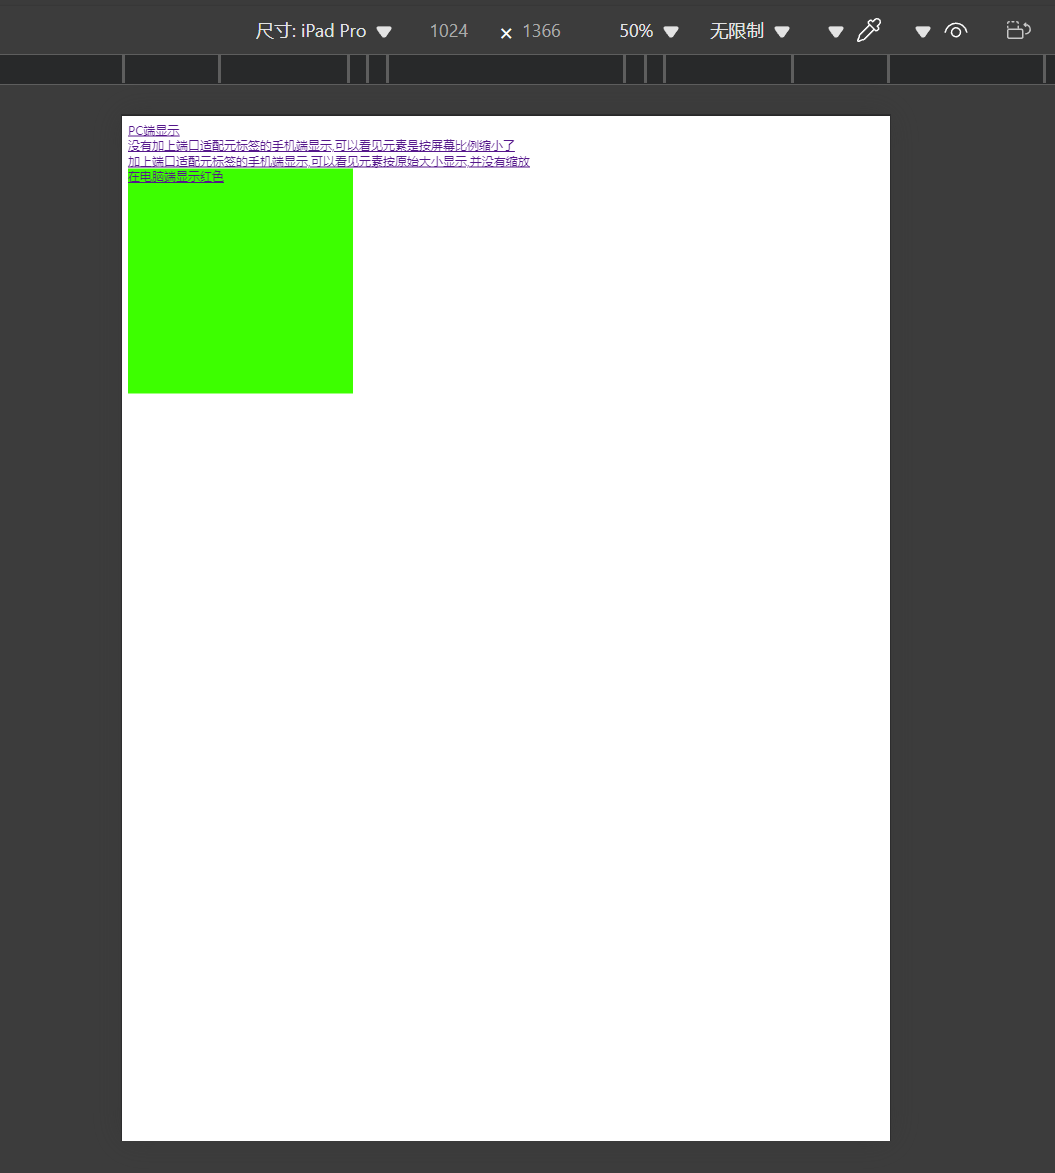 尺寸: iPad Pro 1024 × 1366 50% 无限制
PC端显示
没有加上端口适配元标签的手机端显示,可以看见元素是按屏幕比例缩小了
加上端口适配元标签的手机端显示,可以看见元素按原始大小显示,并没有缩放
在电脑端显示红色